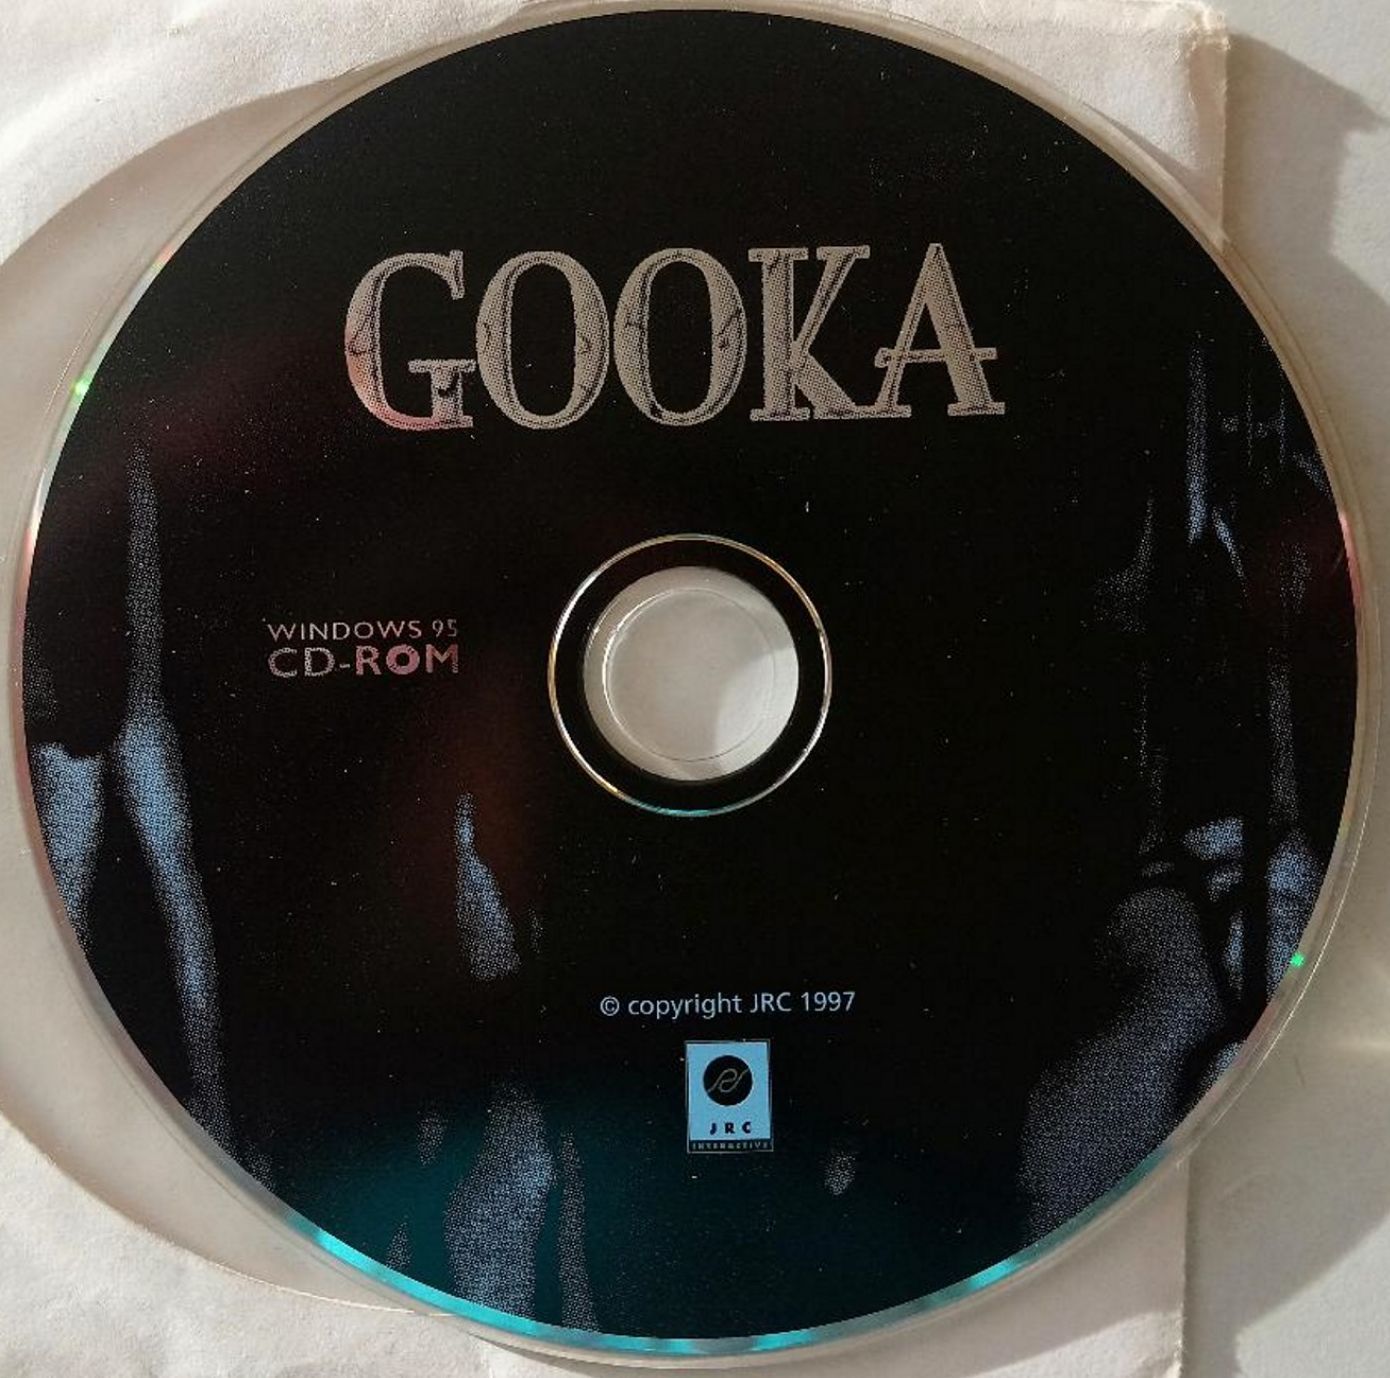 GOOKA
WINDOWS 95
CD-ROM
© copyright JRC 1997
JRC
INTERACTIVE